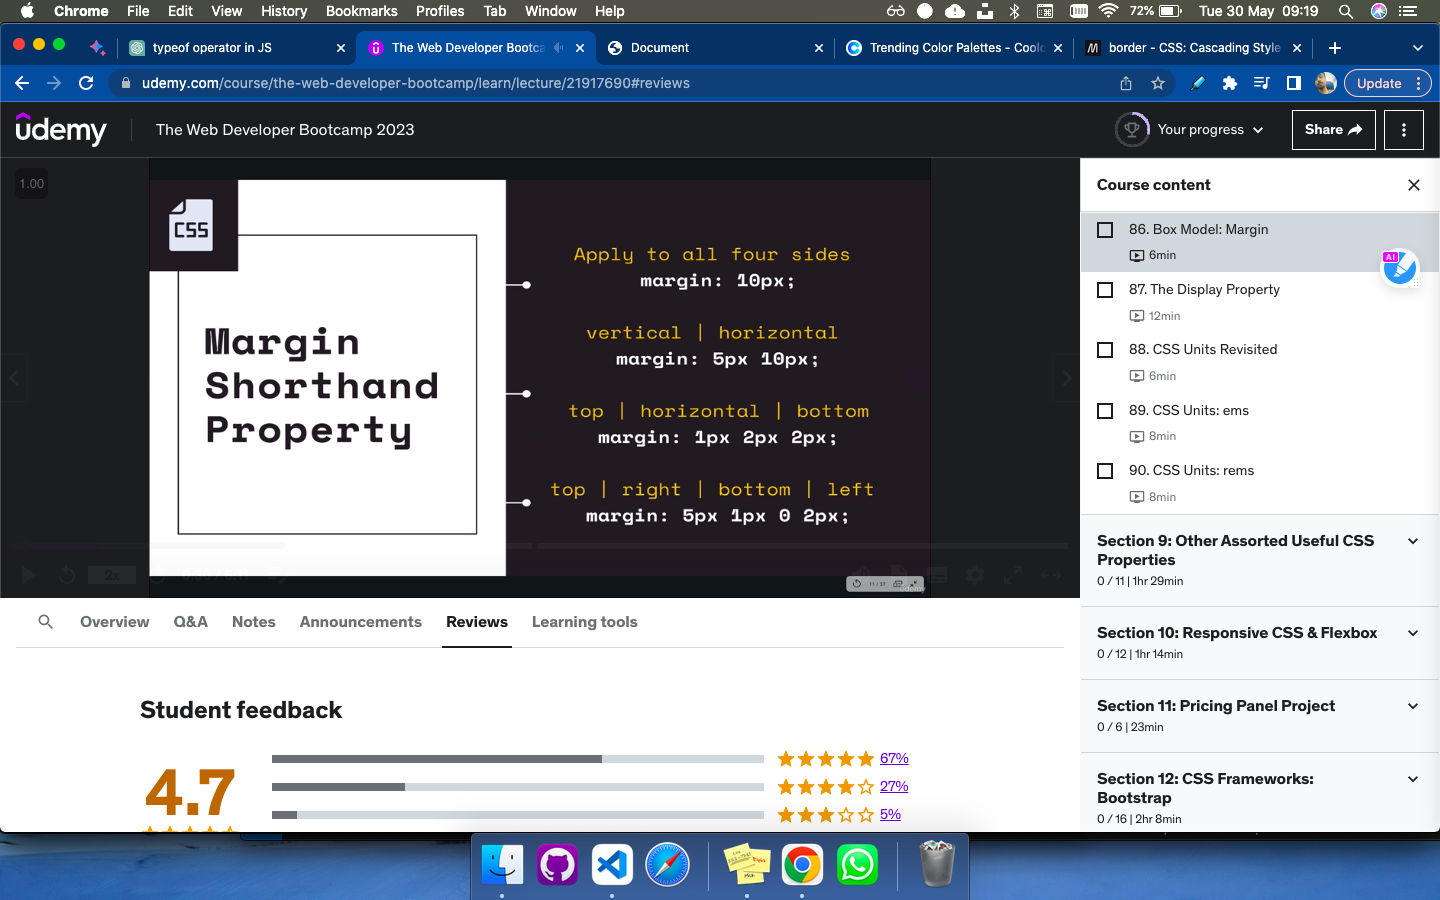 Chrome File Edit View History Bookmarks Profiles Tab Window Help
72% Tue 30 May 09:19
typeof operator in JS
The Web Developer Bootca
Document
Trending Color Palettes - Coolo
border - CSS: Cascading Style
udemy.com/course/the-web-developer-bootcamp/learn/lecture/21917690#reviews
Update
udemy
The Web Developer Bootcamp 2023
Your progress
Share
1.00
CSS
Margin
Shorthand
Property
Apply to all four sides
margin: 10px;
vertical | horizontal
margin: 5px 10px;
top | horizontal | bottom
margin: 1px 2px 2px;
top | right | bottom | left
margin: 5px 1px 0 2px;
2x
Course content
86. Box Model: Margin
6min
AI
87. The Display Property
12min
88. CSS Units Revisited
6min
89. CSS Units: ems
8min
90. CSS Units: rems
8min
Section 9: Other Assorted Useful CSS
Properties
0 / 11 | 1hr 29min
Section 10: Responsive CSS & Flexbox
0 / 12 | 1hr 14min
Section 11: Pricing Panel Project
0 / 6 | 23min
Section 12: CSS Frameworks:
Bootstrap
0 / 16 | 2hr 8min
Overview Q&A Notes Announcements Reviews Learning tools
Student feedback
4.7
67%
27%
5%